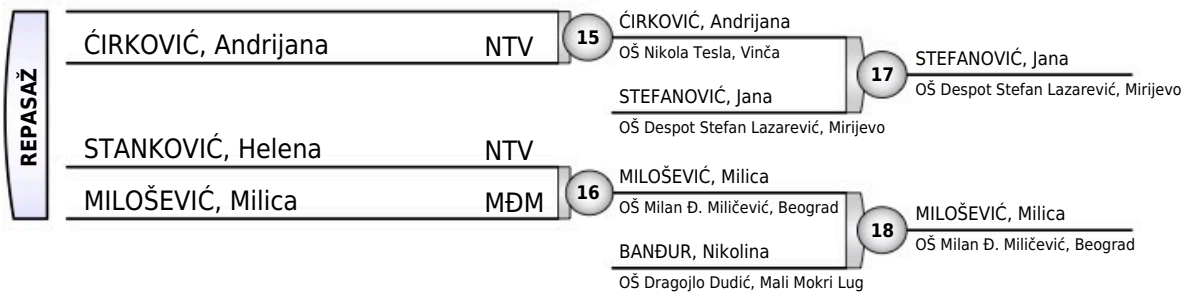 REPASAŽ
ĆIRKOVIĆ, Andrijana NTV
STANKOVIĆ, Helena NTV
MILOŠEVIĆ, Milica MĐM
15
ĆIRKOVIĆ, Andrijana
OŠ Nikola Tesla, Vinča
STEFANOVIĆ, Jana
OŠ Despot Stefan Lazarević, Mirijevo
16
MILOŠEVIĆ, Milica
OŠ Milan Đ. Miličević, Beograd
BANĐUR, Nikolina
OŠ Dragojlo Dudić, Mali Mokri Lug
17
STEFANOVIĆ, Jana
OŠ Despot Stefan Lazarević, Mirijevo
18
MILOŠEVIĆ, Milica
OŠ Milan Đ. Miličević, Beograd